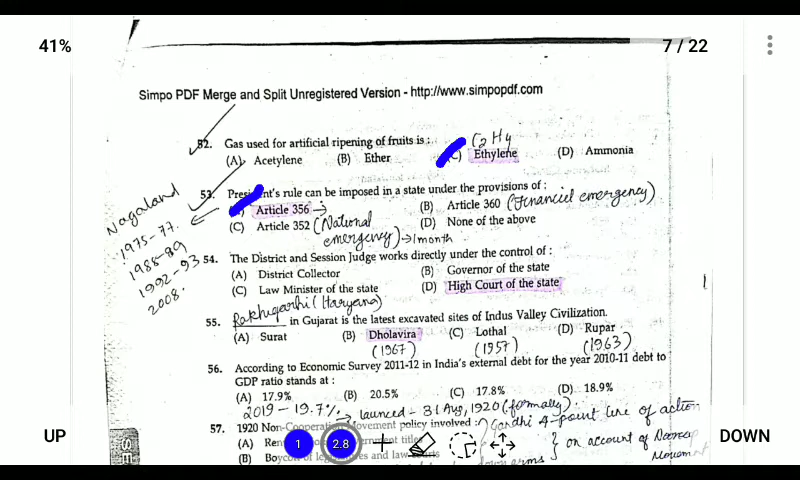 41%
7 / 22
Simpo PDF Merge and Split Unregistered Version - http://www.simpopdf.com
C2H4
52. Gas used for artificial ripening of fruits is :
(A) Acetylene (B) Ether (C) Ethylene (D) Ammonia
53. President's rule can be imposed in a state under the provisions of :
Article 356 → (B) Article 360 (Financial emergency)
(C) Article 352 (National emergency) → 1 month (D) None of the above
Nagaland
1975-77.
1988-89
1992-93
2008.
54. The District and Session Judge works directly under the control of :
(A) District Collector (B) Governor of the state
(C) Law Minister of the state (D) High Court of the state
Rakhigarhi (Haryana)
55. in Gujarat is the latest excavated sites of Indus Valley Civilization.
(A) Surat (B) Dholavira (C) Lothal (D) Rupar
(1967) (1957) (1963)
56. According to Economic Survey 2011-12 in India's external debt for the year 2010-11 debt to
GDP ratio stands at :
(A) 17.9% (B) 20.5% (C) 17.8% (D) 18.9%
2019 - 19.7% → launced - 31 Aug, 1920 (formally).
57. 1920 Non-Cooperation Movement policy involved : Gandhi 4-point line of action
(A) Ren government titles on account of
(B) Boycott of legislatures and law courts
UP
1
2.8
DOWN